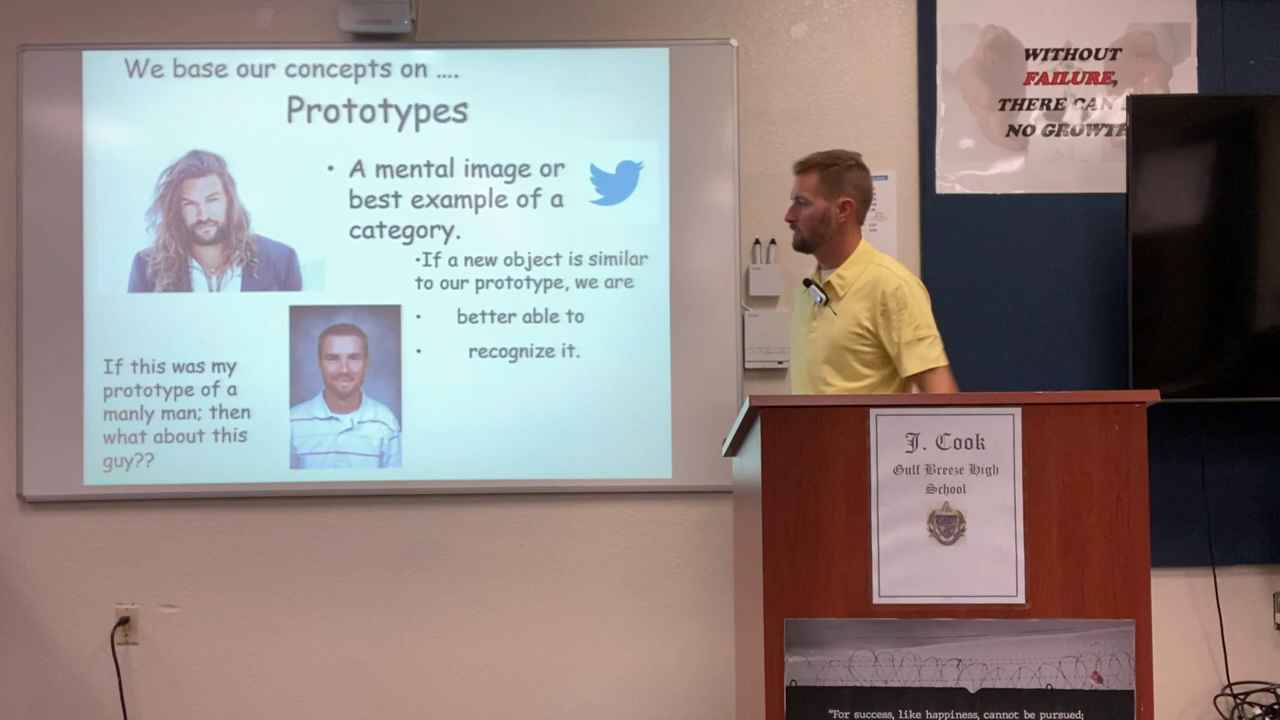 We base our concepts on ....
Prototypes
• A mental image or
best example of a
category.
•If a new object is similar
to our prototype, we are
• better able to
• recognize it.
If this was my
prototype of a
manly man; then
what about this
guy??
WITHOUT
FAILURE,
THERE CAN
NO GROWTH
J. Cook
Gulf Breeze High
School
"For success, like happiness, cannot be pursued;